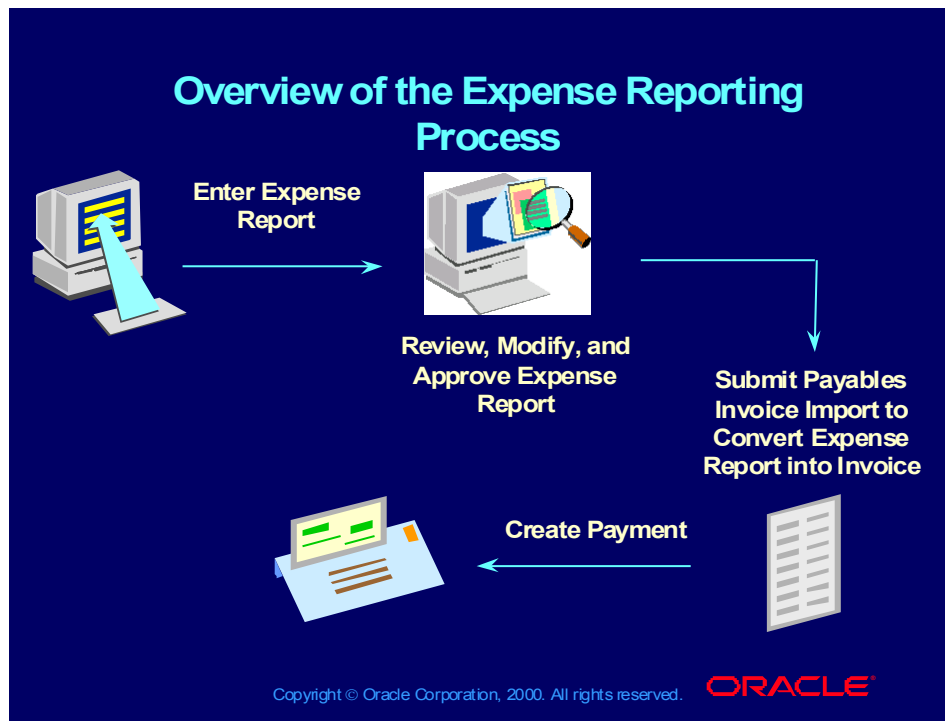 Overview of the Expense Reporting
Process
Enter Expense
Report
Review, Modify, and
Approve Expense
Report
Submit Payables
Invoice Import to
Convert Expense
Report into Invoice
Create Payment
Copyright © Oracle Corporation, 2000. All rights reserved.
ORACLE®